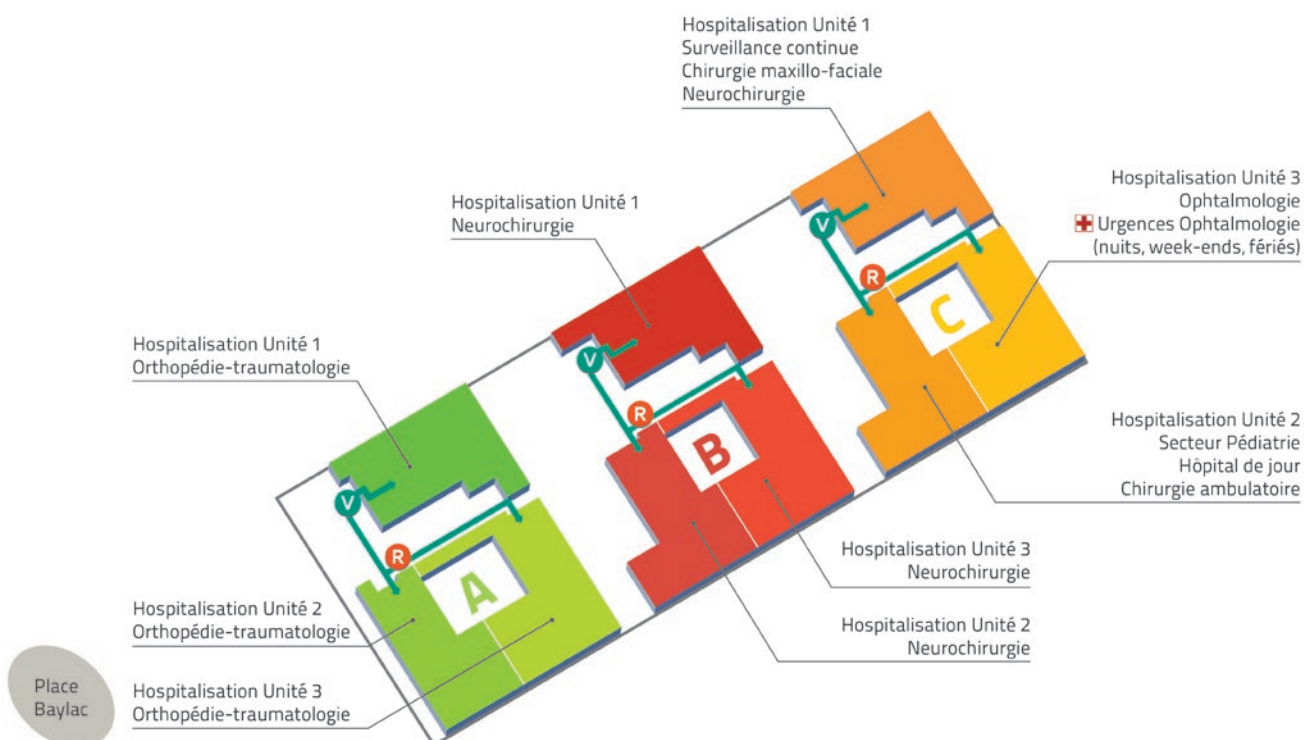 Hospitalisation Unité 1
Surveillance continue
Chirurgie maxillo-faciale
Neurochirurgie
Hospitalisation Unité 3
Ophtalmologie
Urgences Ophtalmologie
(nuits, week-ends, fériés)
Hospitalisation Unité 1
Neurochirurgie
V
R
C
Hospitalisation Unité 1
Orthopédie-traumatologie
V
R
B
Hospitalisation Unité 2
Secteur Pédiatrie
Hôpital de jour
Chirurgie ambulatoire
V
R
A
Hospitalisation Unité 3
Neurochirurgie
Hospitalisation Unité 2
Orthopédie-traumatologie
Hospitalisation Unité 2
Neurochirurgie
Place
Baylac
Hospitalisation Unité 3
Orthopédie-traumatologie